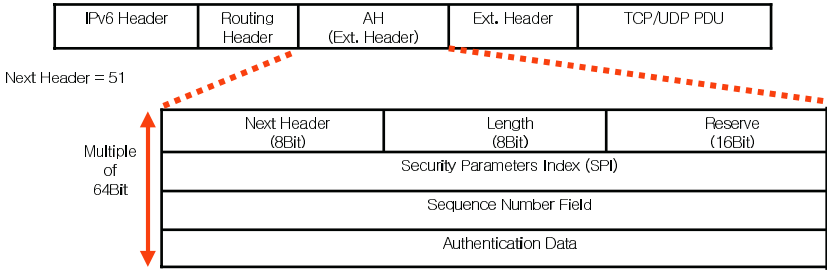 IPv6 Header
Routing
Header
AH
(Ext. Header)
Ext. Header
TCP/UDP PDU
Next Header = 51
Multiple
of
64Bit
Next Header
(8Bit)
Length
(8Bit)
Reserve
(16Bit)
Security Parameters Index (SPI)
Sequence Number Field
Authentication Data